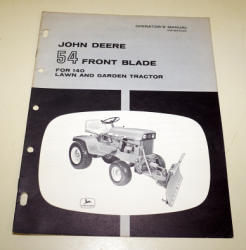 OPERATOR'S MANUAL
JOHN DEERE
54 FRONT BLADE
FOR 140
LAWN AND GARDEN TRACTOR